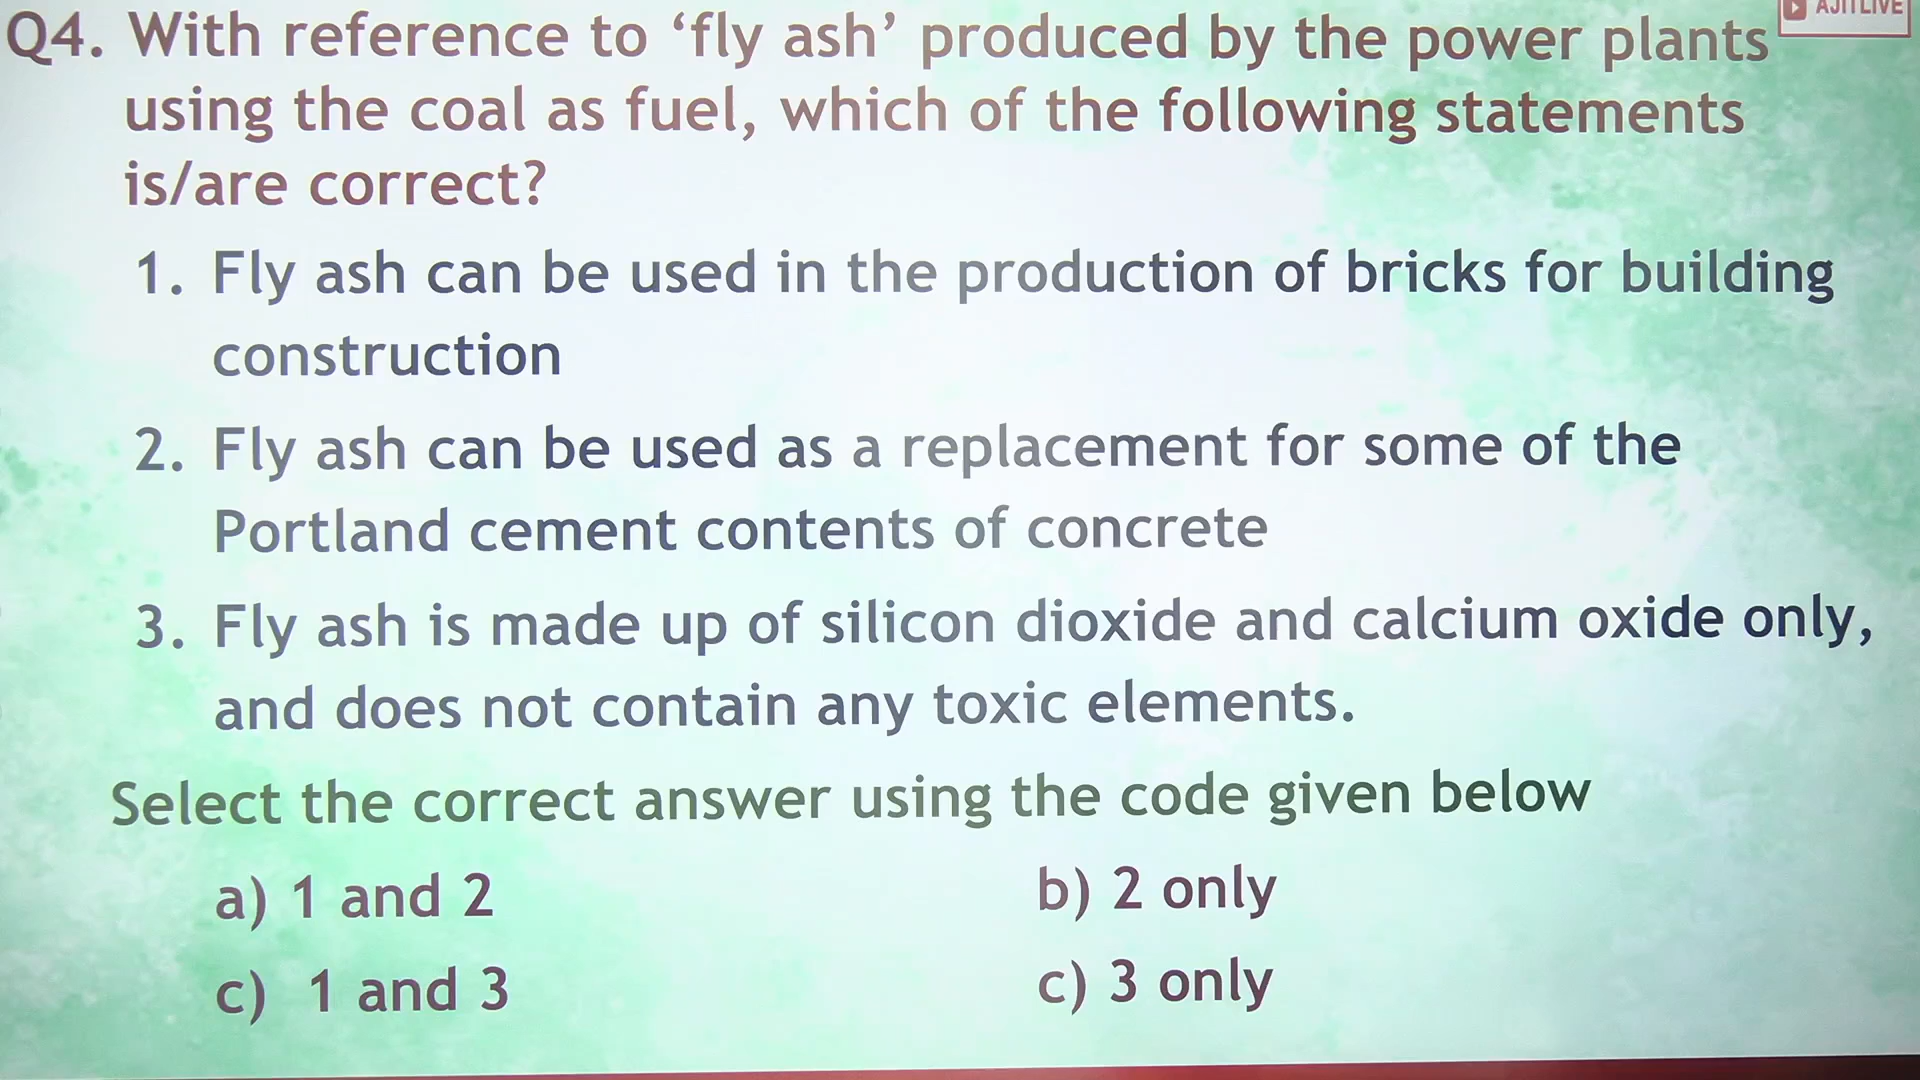 AJITLIVE
Q4. With reference to ‘fly ash’ produced by the power plants
using the coal as fuel, which of the following statements
is/are correct?
1. Fly ash can be used in the production of bricks for building
construction
2. Fly ash can be used as a replacement for some of the
Portland cement contents of concrete
3. Fly ash is made up of silicon dioxide and calcium oxide only,
and does not contain any toxic elements.
Select the correct answer using the code given below
a) 1 and 2 b) 2 only
c) 1 and 3 c) 3 only